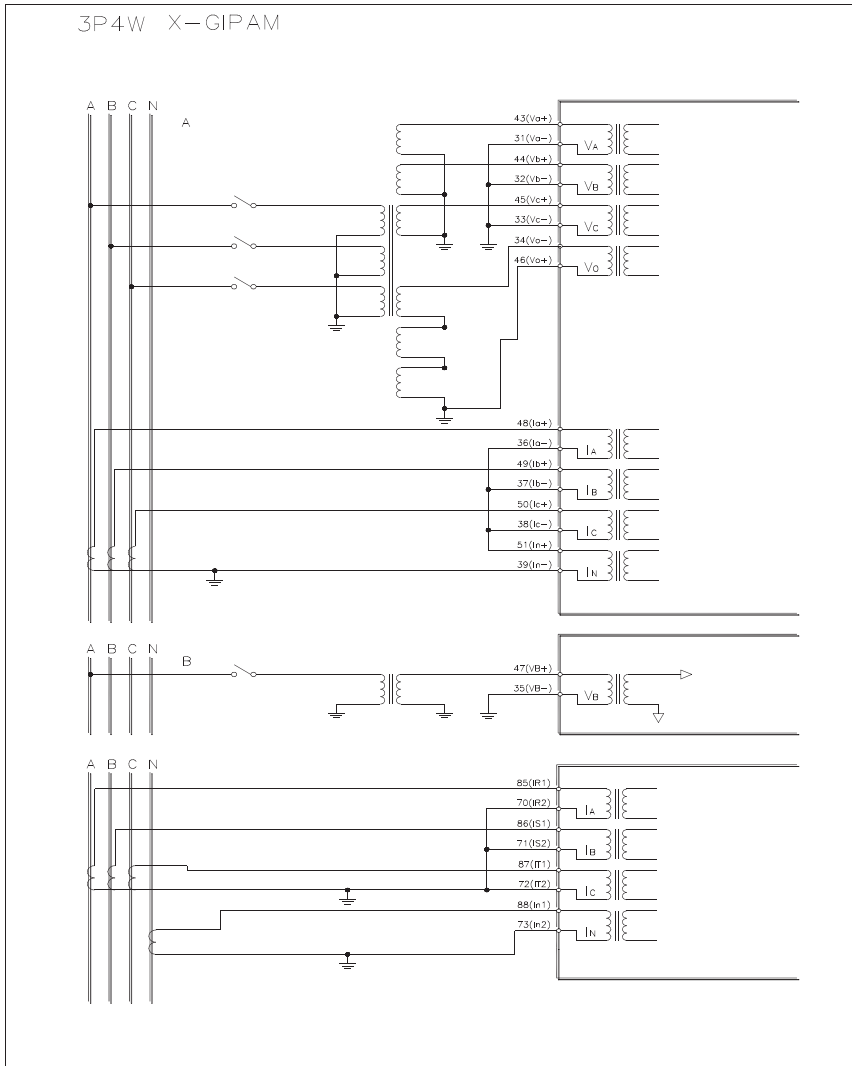 3P4W X-GIPAM
A B C N
A
43(Va+)
31(Va-)
VA
44(Vb+)
32(Vb-)
VB
45(Vc+)
33(Vc-)
VC
34(Vo-)
46(Vo+)
VO
48(Ia+)
36(Ia-)
IA
49(Ib+)
37(Ib-)
IB
50(Ic+)
38(Ic-)
IC
51(In+)
39(In-)
IN
A B C N
B
47(VB+)
35(VB-)
VB
A B C N
85(IR1)
70(IR2)
IA
86(IS1)
71(IS2)
IB
87(IT1)
72(IT2)
IC
88(In1)
73(In2)
IN